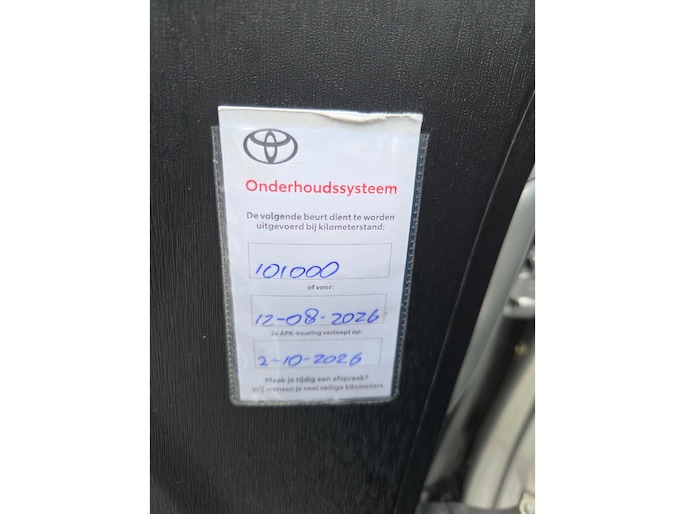 Onderhoudssysteem
De volgende beurt dient te worden
uitgevoerd bij kilometerstand:
101000
of voor:
12-08-2026
Je APK-keuring verloopt op:
2-10-2026
Maak je tijdig een afspraak?
Wij wensen je veel veilige kilometers